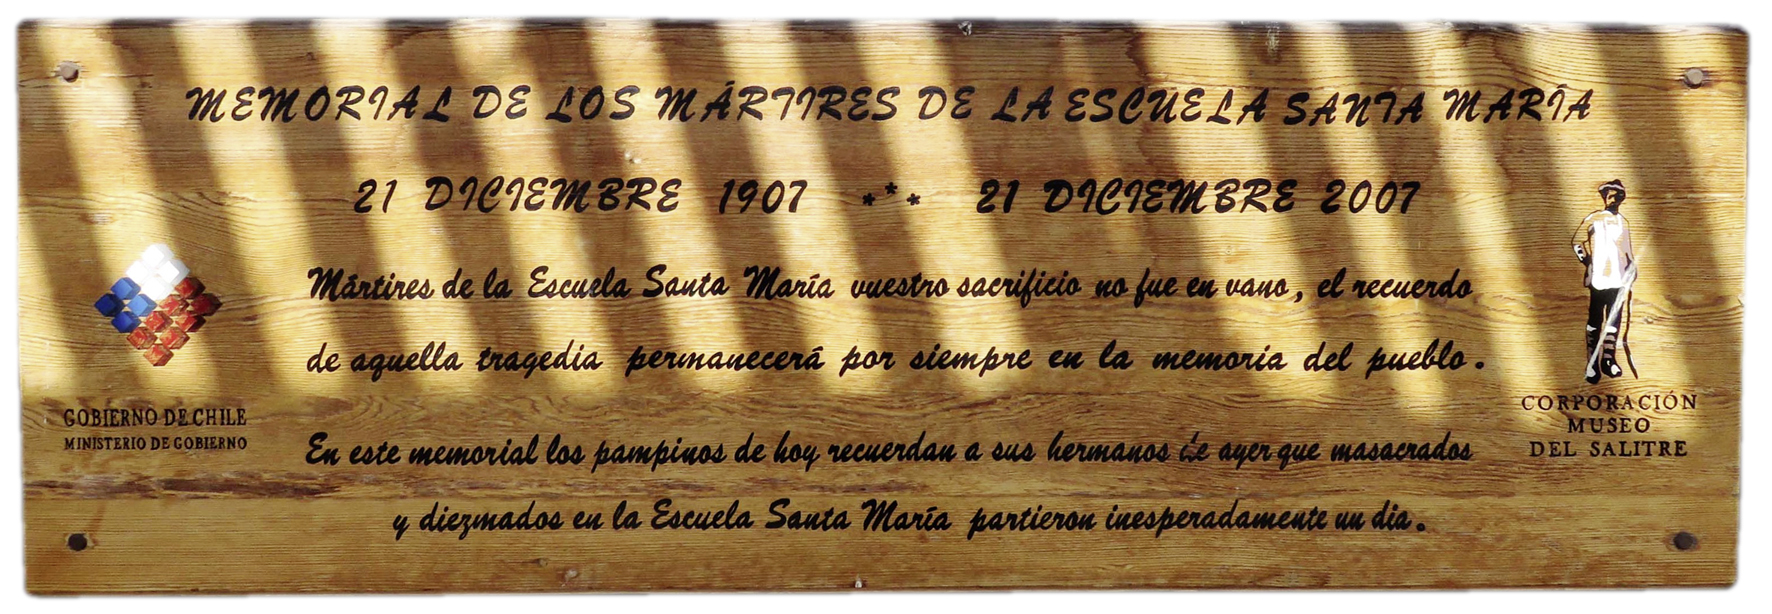 MEMORIAL DE LOS MÁRTIRES DE LA ESCUELA SANTA MARÍA
21 DICIEMBRE 1907 *** 21 DICIEMBRE 2007
Mártires de la Escuela Santa María vuestro sacrificio no fue en vano, el recuerdo
de aquella tragedia permanecerá por siempre en la memoria del pueblo.
GOBIERNO DE CHILE
MINISTERIO DE GOBIERNO
CORPORACIÓN
MUSEO
DEL SALITRE
En este memorial los pampinos de hoy recuerdan a sus hermanos de ayer que masacrados
y diezmados en la Escuela Santa María partieron inesperadamente un dia.